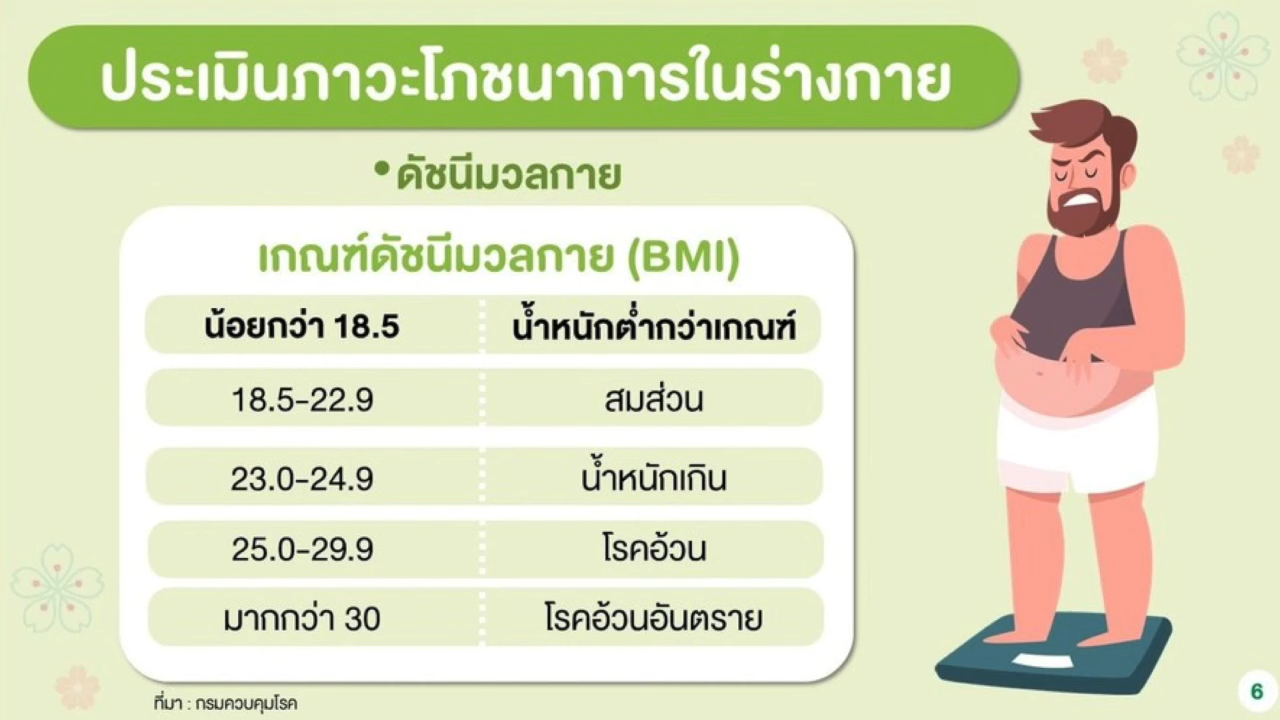 ประเมินภาวะโภชนาการในร่างกาย
•ดัชนีมวลกาย
เกณฑ์ดัชนีมวลกาย (BMI)
น้อยกว่า 18.5 น้ำหนักต่ำกว่าเกณฑ์
18.5-22.9 สมส่วน
23.0-24.9 น้ำหนักเกิน
25.0-29.9 โรคอ้วน
มากกว่า 30 โรคอ้วนอันตราย
ที่มา : กรมควบคุมโรค
6